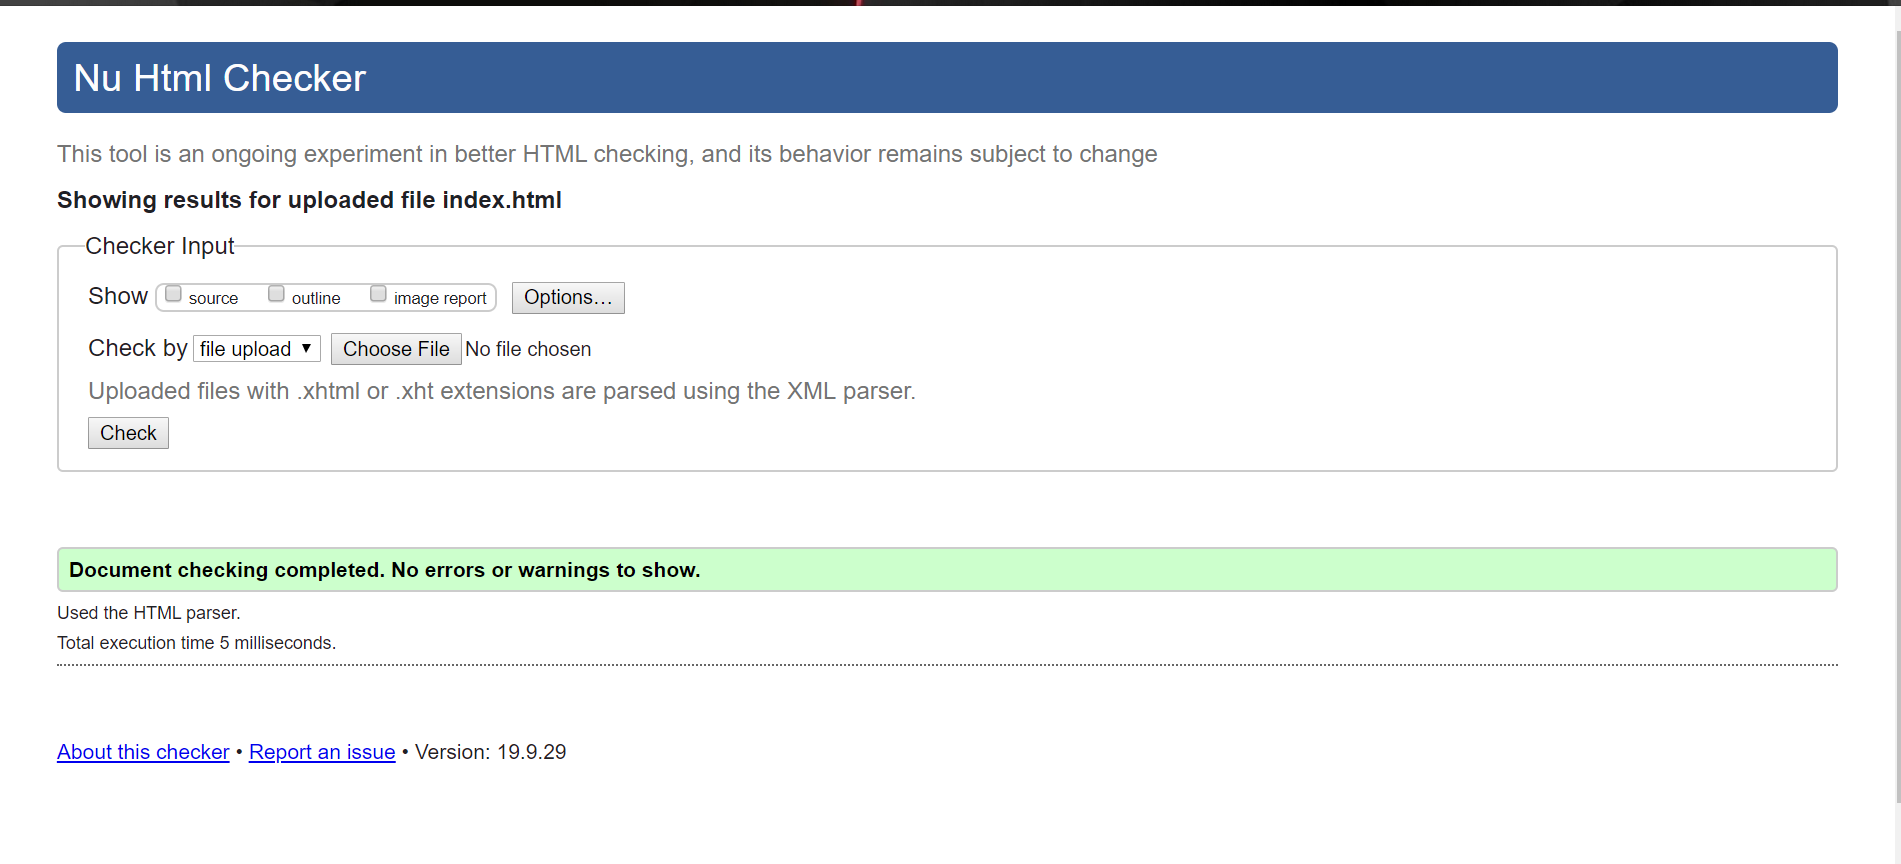 Nu Html Checker
This tool is an ongoing experiment in better HTML checking, and its behavior remains subject to change
Showing results for uploaded file index.html
Checker Input
Show source outline image report Options…
Check by file upload ▼ Choose File No file chosen
Uploaded files with .xhtml or .xht extensions are parsed using the XML parser.
Check
Document checking completed. No errors or warnings to show.
Used the HTML parser.
Total execution time 5 milliseconds.
About this checker • Report an issue • Version: 19.9.29